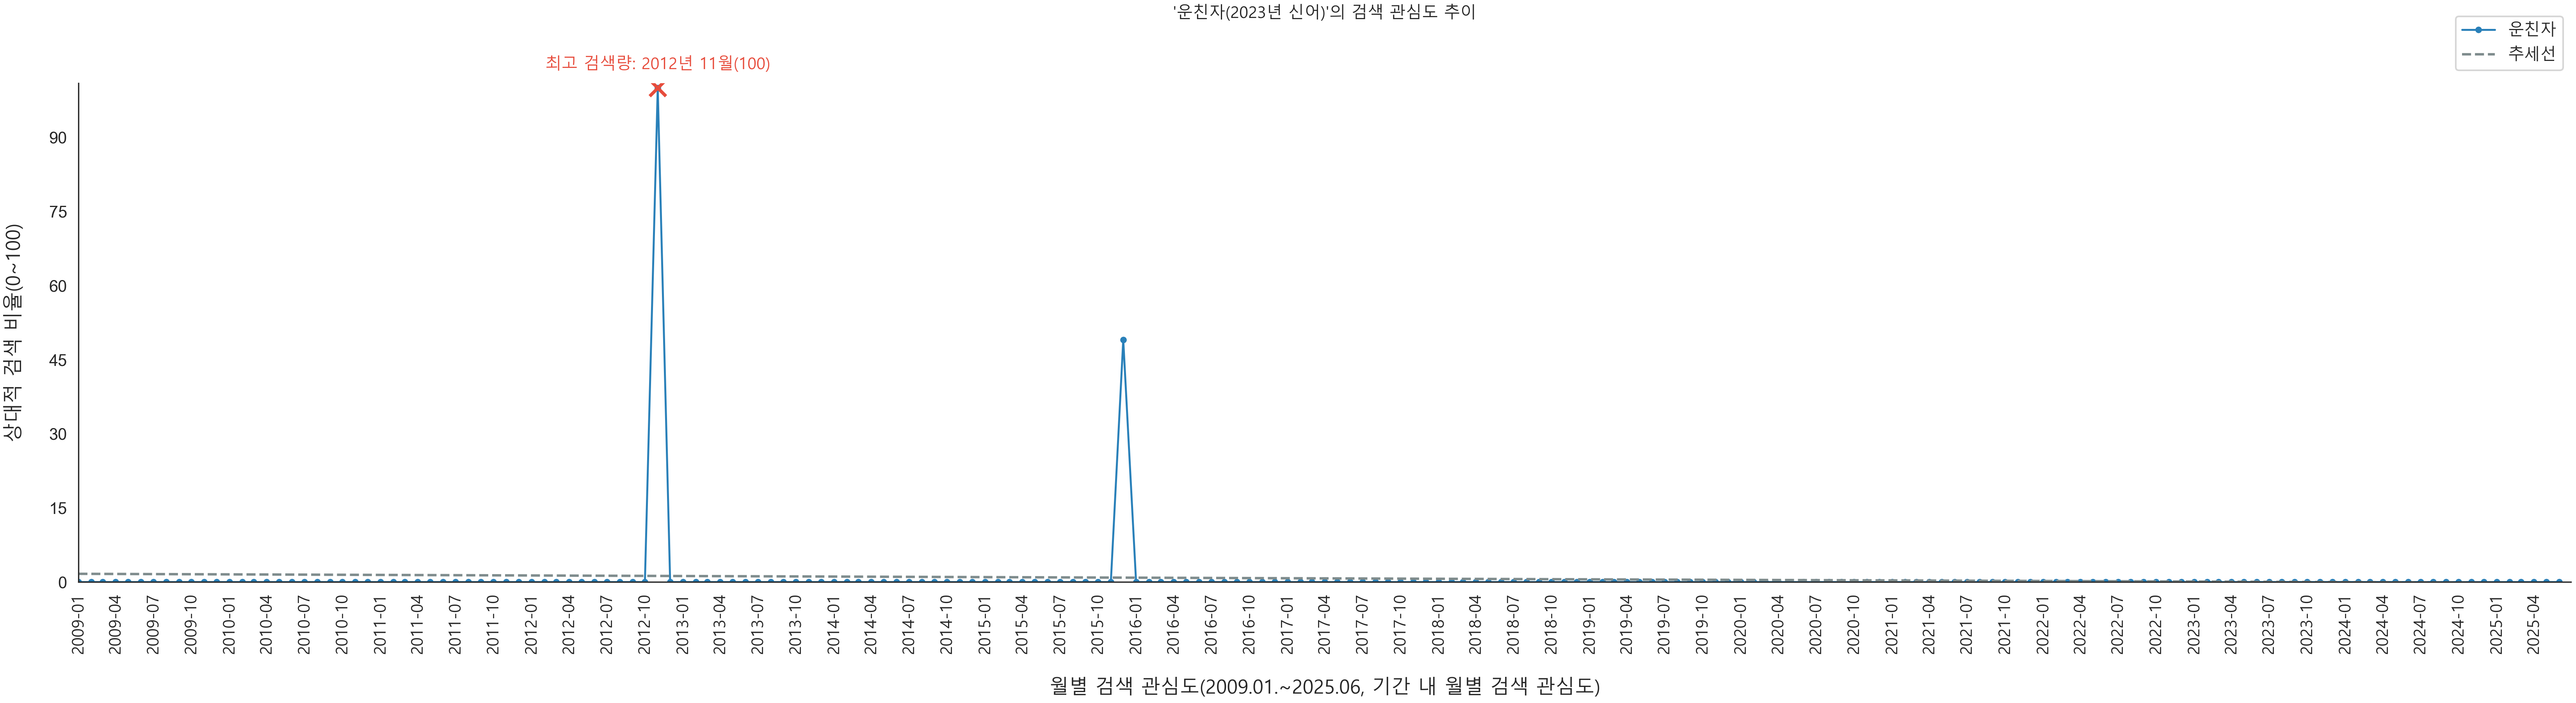 '운친자(2023년 신어)'의 검색 관심도 추이
운친자
추세선
최고 검색량: 2012년 11월(100)
상대적 검색 비율(0~100)
90
75
60
45
30
15
0
2009-01 2009-04 2009-07 2009-10 2010-01 2010-04 2010-07 2010-10 2011-01 2011-04 2011-07 2011-10 2012-01 2012-04 2012-07 2012-10 2013-01 2013-04 2013-07 2013-10 2014-01 2014-04 2014-07 2014-10 2015-01 2015-04 2015-07 2015-10 2016-01 2016-04 2016-07 2016-10 2017-01 2017-04 2017-07 2017-10 2018-01 2018-04 2018-07 2018-10 2019-01 2019-04 2019-07 2019-10 2020-01 2020-04 2020-07 2020-10 2021-01 2021-04 2021-07 2021-10 2022-01 2022-04 2022-07 2022-10 2023-01 2023-04 2023-07 2023-10 2024-01 2024-04 2024-07 2024-10 2025-01 2025-04
월별 검색 관심도(2009.01.~2025.06, 기간 내 월별 검색 관심도)